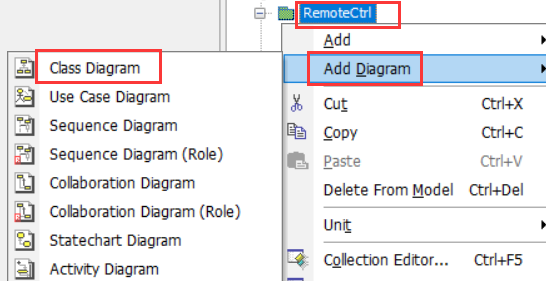 RemoteCtrl
Add
Add Diagram
Cut Ctrl+X
Copy Ctrl+C
Paste Ctrl+V
Delete From Model Ctrl+Del
Unit
Collection Editor... Ctrl+F5
Class Diagram
Use Case Diagram
Sequence Diagram
Sequence Diagram (Role)
Collaboration Diagram
Collaboration Diagram (Role)
Statechart Diagram
Activity Diagram